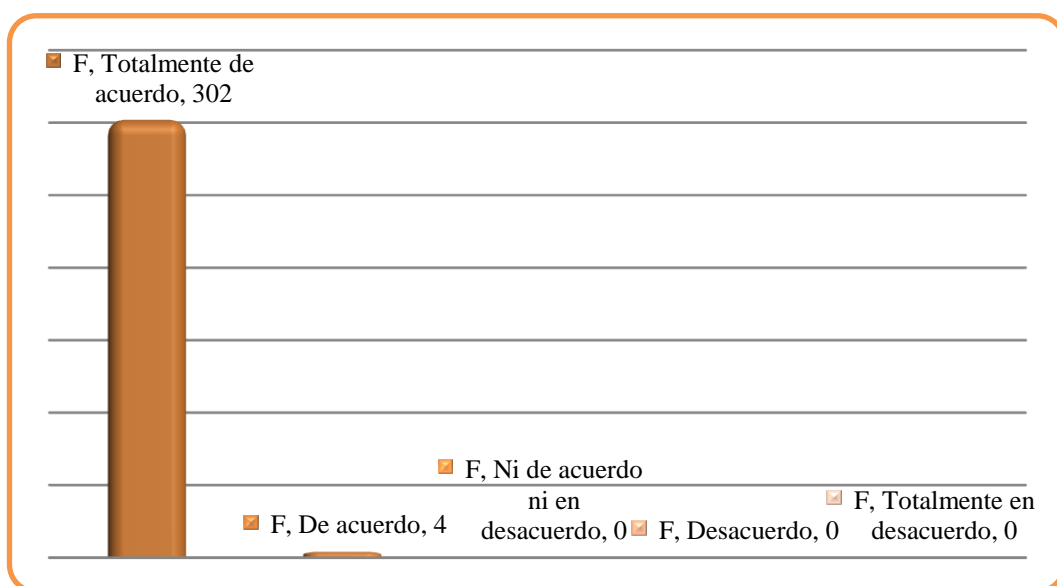 F, Totalmente de
acuerdo, 302
F, De acuerdo, 4
F, Ni de acuerdo
ni en
desacuerdo, 0
F, Desacuerdo, 0
F, Totalmente en
desacuerdo, 0